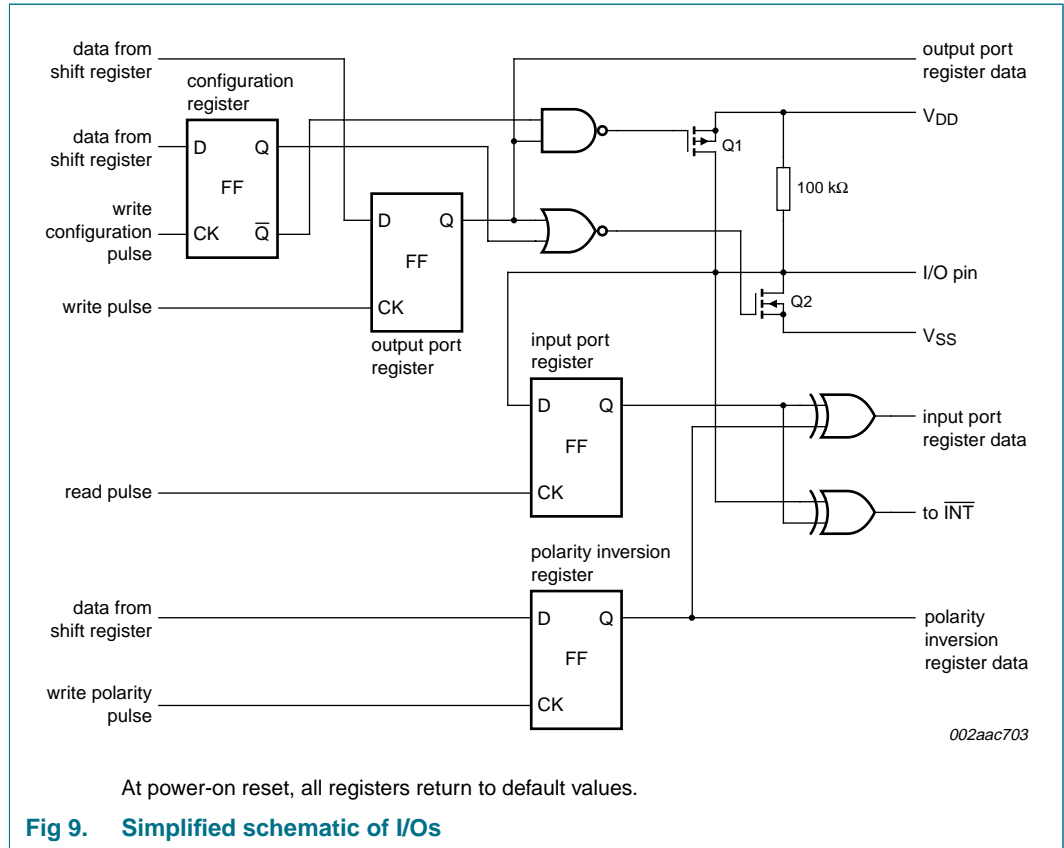 data from
shift register
configuration
register
data from
shift register
write
configuration
pulse
write pulse
D
Q
FF
CK
Q
D
Q
FF
CK
output port
register
output port
register data
VDD
Q1
100 kΩ
I/O pin
Q2
VSS
input port
register
D
Q
FF
CK
read pulse
input port
register data
to INT
polarity inversion
register
data from
shift register
D
Q
FF
CK
write polarity
pulse
polarity
inversion
register data
002aac703
At power-on reset, all registers return to default values.
Fig 9. Simplified schematic of I/Os